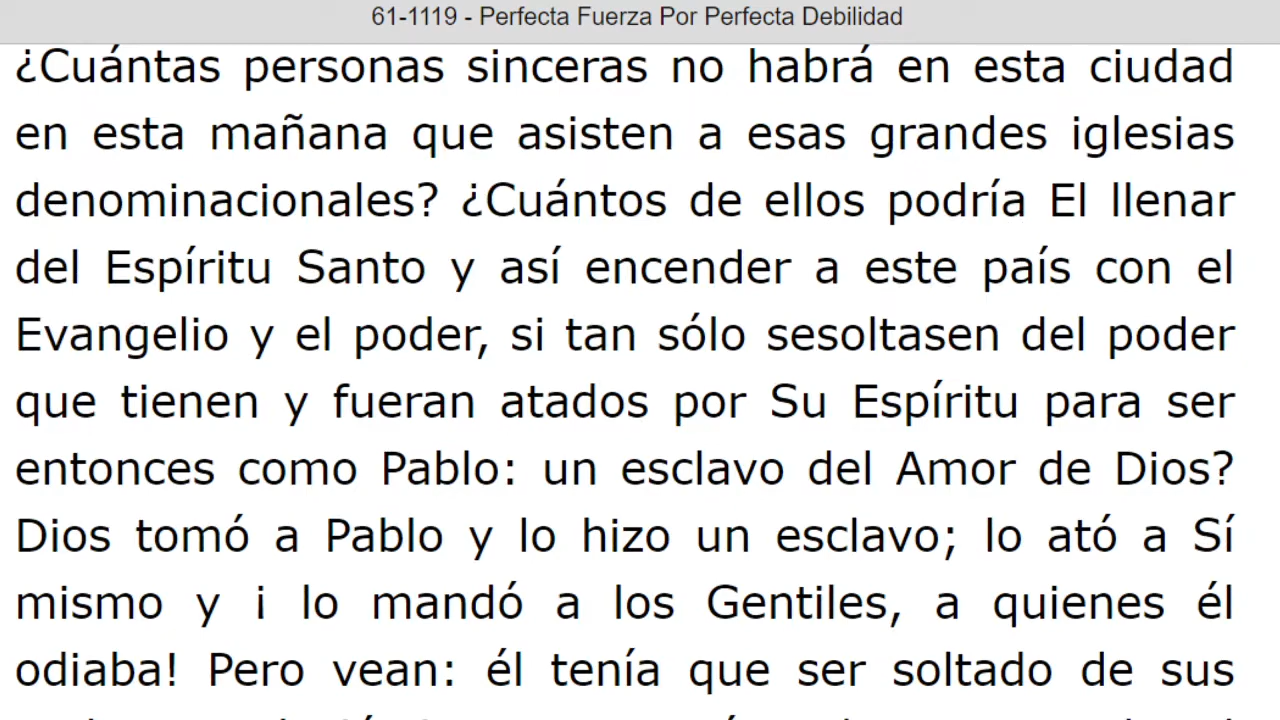 61-1119 - Perfecta Fuerza Por Perfecta Debilidad
¿Cuántas personas sinceras no habrá en esta ciudad
en esta mañana que asisten a esas grandes iglesias
denominacionales? ¿Cuántos de ellos podría El llenar
del Espíritu Santo y así encender a este país con el
Evangelio y el poder, si tan sólo sesoltasen del poder
que tienen y fueran atados por Su Espíritu para ser
entonces como Pablo: un esclavo del Amor de Dios?
Dios tomó a Pablo y lo hizo un esclavo; lo ató a Sí
mismo y i lo mandó a los Gentiles, a quienes él
odiaba! Pero vean: él tenía que ser soltado de sus